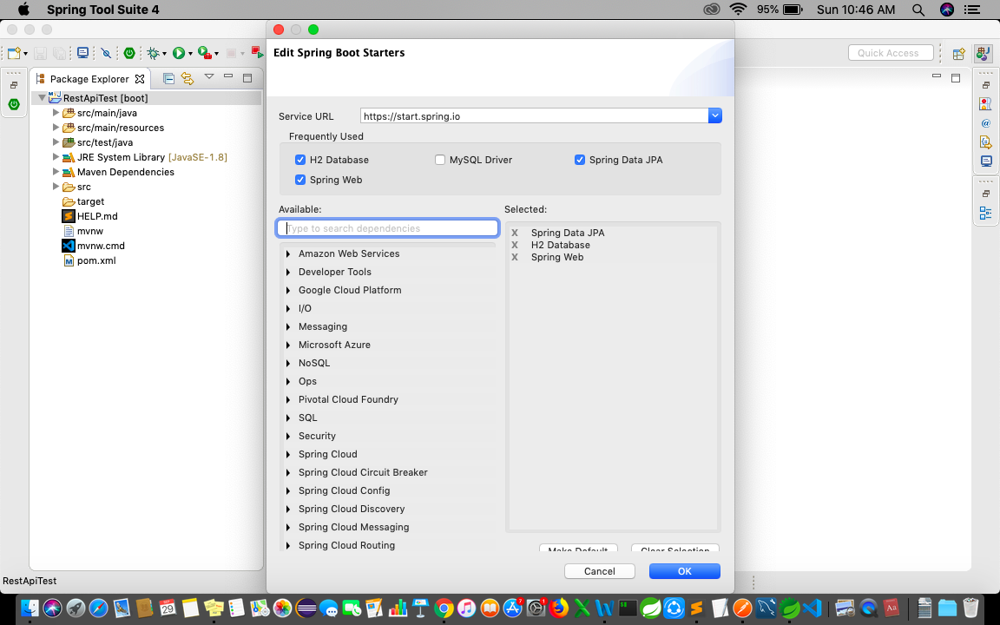 Spring Tool Suite 4
95%
Sun 10:46 AM
Quick Access
Package Explorer
RestApiTest [boot]
src/main/java
src/main/resources
src/test/java
JRE System Library [JavaSE-1.8]
Maven Dependencies
src
target
HELP.md
mvnw
mvnw.cmd
pom.xml
RestApiTest
Edit Spring Boot Starters
Service URL
https://start.spring.io
Frequently Used
H2 Database
MySQL Driver
Spring Data JPA
Spring Web
Available:
Type to search dependencies
Amazon Web Services
Developer Tools
Google Cloud Platform
I/O
Messaging
Microsoft Azure
NoSQL
Ops
Pivotal Cloud Foundry
SQL
Security
Spring Cloud
Spring Cloud Circuit Breaker
Spring Cloud Config
Spring Cloud Discovery
Spring Cloud Messaging
Spring Cloud Routing
Selected:
X Spring Data JPA
X H2 Database
X Spring Web
Make Default
Clear Selection
Cancel
OK